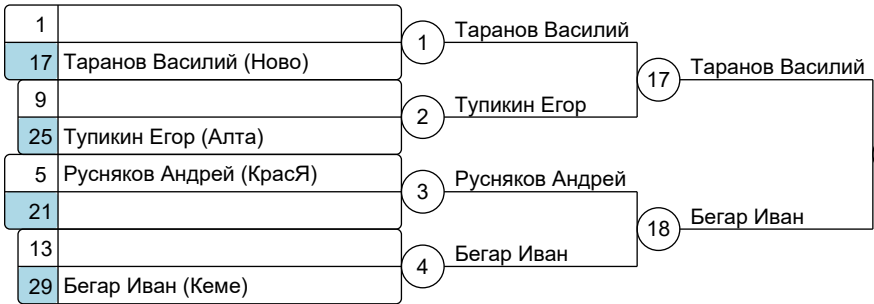 1
17 Таранов Василий (Ново)
9
25 Тупикин Егор (Алта)
5 Русняков Андрей (КрасЯ)
21
13
29 Бегар Иван (Кеме)
1 Таранов Василий
2 Тупикин Егор
3 Русняков Андрей
4 Бегар Иван
17 Таранов Василий
18 Бегар Иван